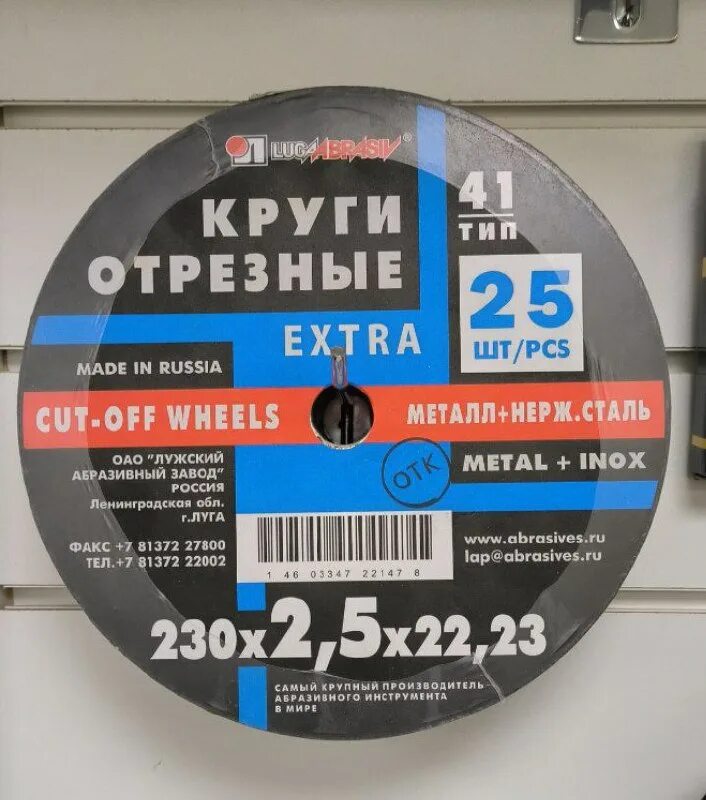 LUGAABRASIV®
КРУГИ
ОТРЕЗНЫЕ
41
ТИП
25
ШТ/PCS
EXTRA
MADE IN RUSSIA
CUT-OFF WHEELS
МЕТАЛЛ+НЕРЖ.СТАЛЬ
METAL + INOX
ОТК
ОАО "ЛУЖСКИЙ
АБРАЗИВНЫЙ ЗАВОД"
РОССИЯ
Ленинградская обл.
г.ЛУГА
ФАКС +7 81372 27800
ТЕЛ.+7 81372 22002
1 46 03347 22147 8
www.abrasives.ru
lap@abrasives.ru
230x2,5x22,23
САМЫЙ КРУПНЫЙ ПРОИЗВОДИТЕЛЬ
АБРАЗИВНОГО ИНСТРУМЕНТА
В МИРЕ